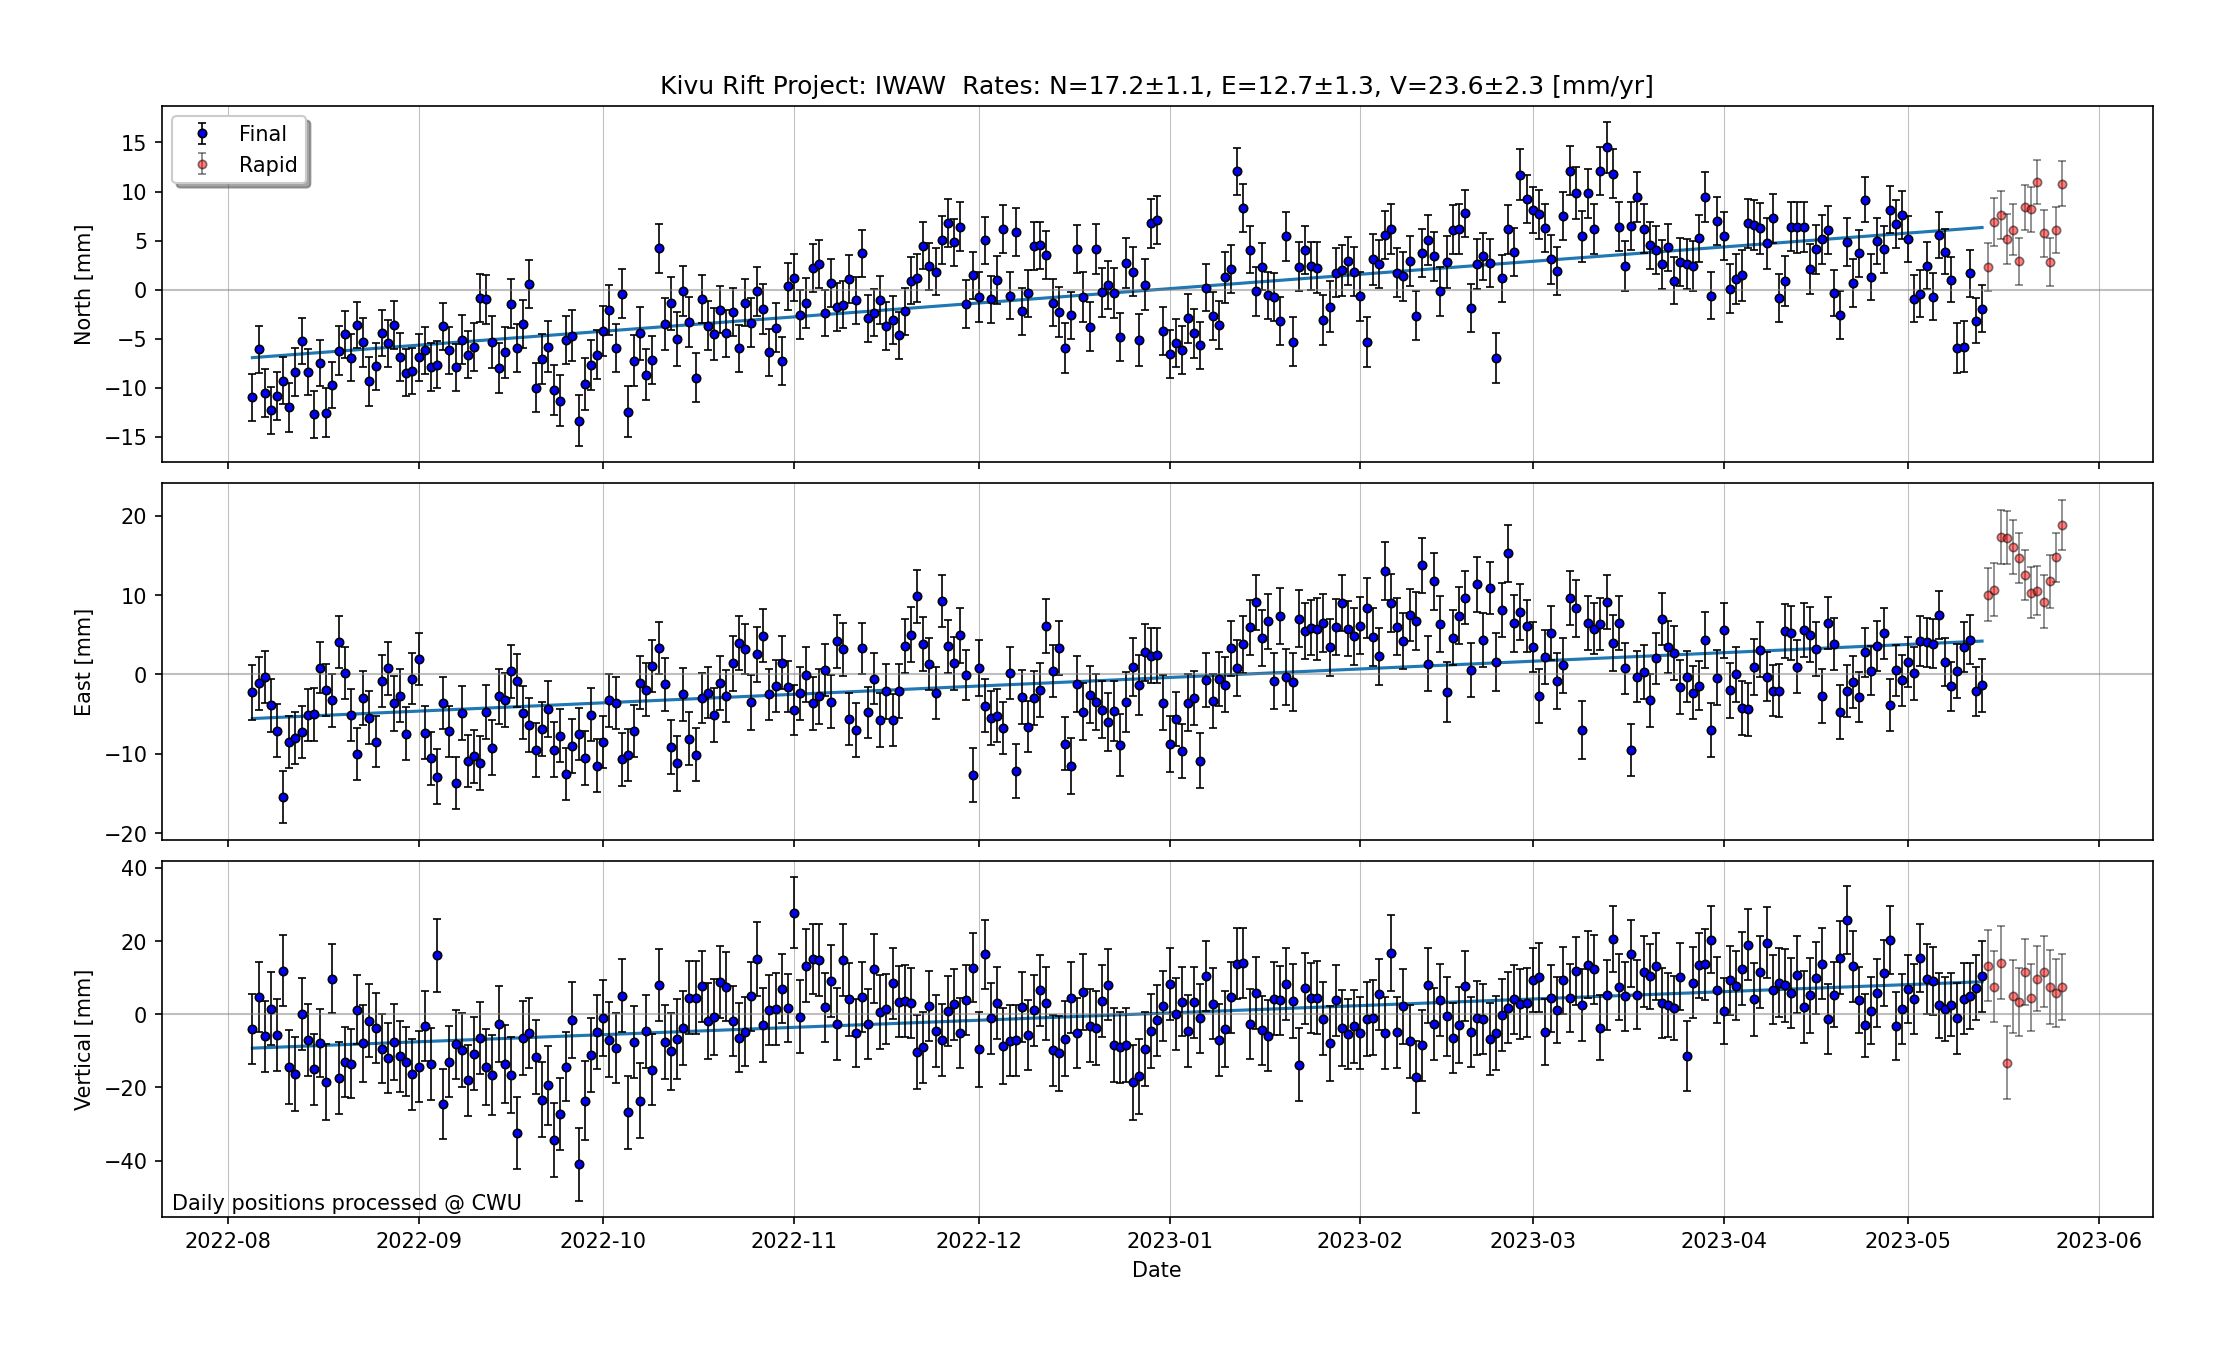 Kivu Rift Project: IWAW  Rates: N=17.2±1.1, E=12.7±1.3, V=23.6±2.3 [mm/yr]
Final
Rapid
North [mm]
15
10
5
0
−5
−10
−15
East [mm]
20
10
0
−10
−20
Vertical [mm]
40
20
0
−20
−40
Daily positions processed @ CWU
2022-08 2022-09 2022-10 2022-11 2022-12 2023-01 2023-02 2023-03 2023-04 2023-05 2023-06
Date